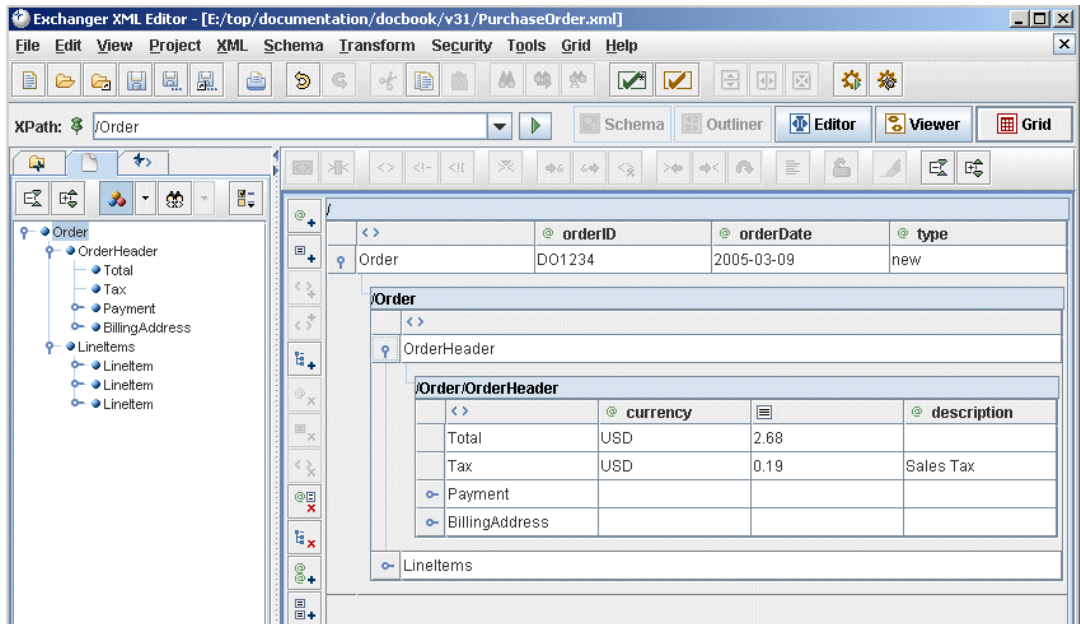 Exchanger XML Editor - [E:/top/documentation/docbook/v31/PurchaseOrder.xml]
File Edit View Project XML Schema Transform Security Tools Grid Help
XPath: /Order Schema Outliner Editor Viewer Grid
/
<> @ orderID @ orderDate @ type
Order DO1234 2005-03-09 new
/Order
<>
OrderHeader
/Order/OrderHeader
<> @ currency @ description
Total USD 2.68
Tax USD 0.19 Sales Tax
Payment
BillingAddress
LineItems
Order
OrderHeader
Total
Tax
Payment
BillingAddress
LineItems
LineItem
LineItem
LineItem